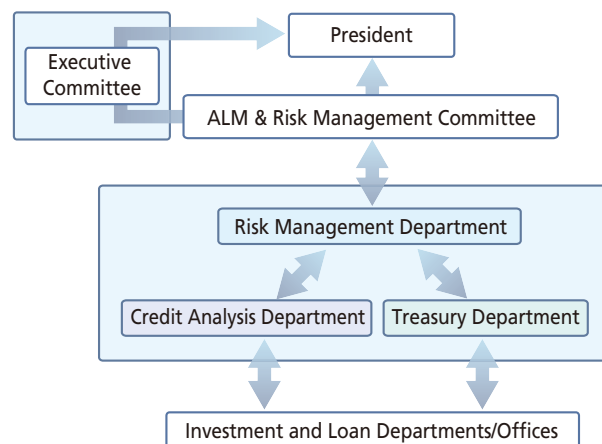 President
Executive
Committee
ALM & Risk Management Committee
Risk Management Department
Credit Analysis Department
Treasury Department
Investment and Loan Departments/Offices